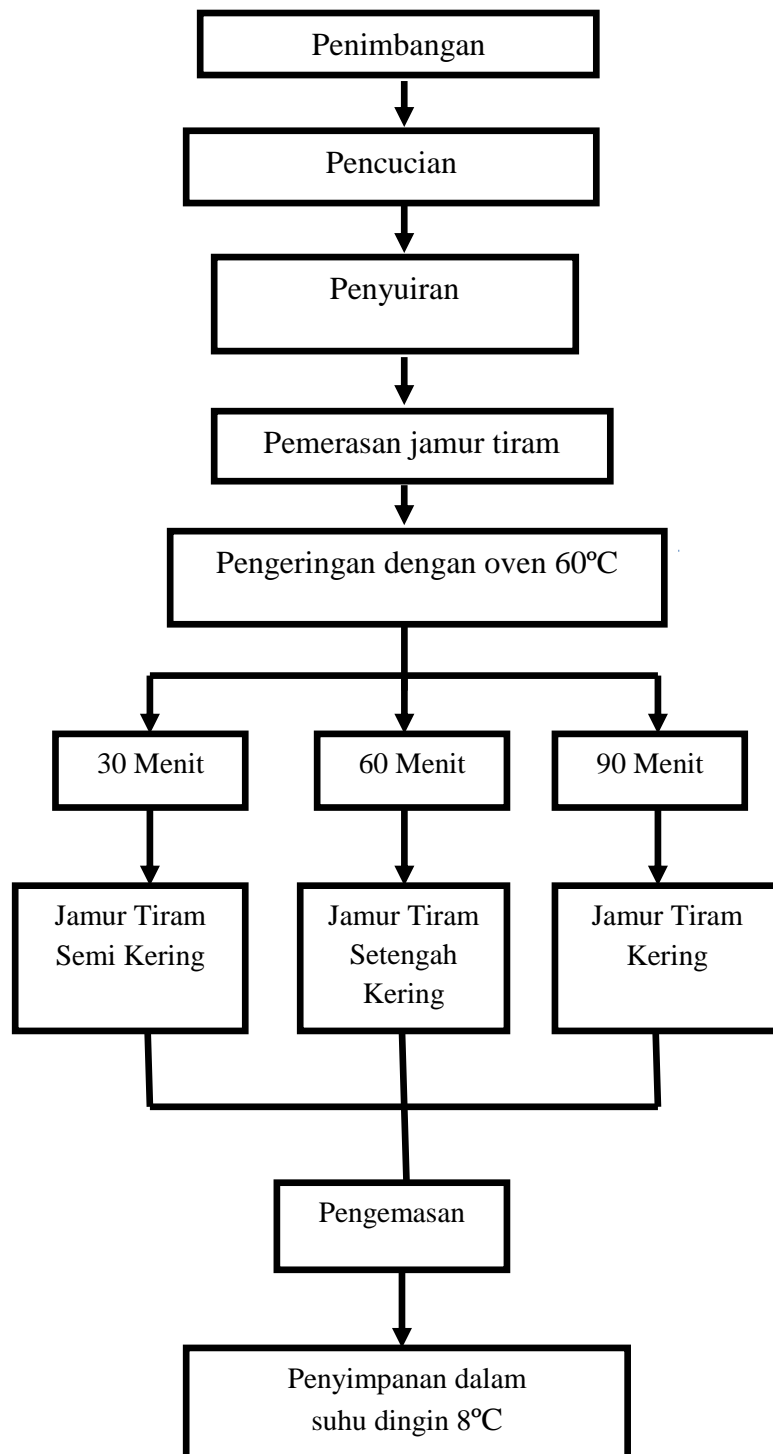 Penimbangan
Pencucian
Penyuiran
Pemerasan jamur tiram
Pengeringan dengan oven 60ºC
30 Menit
60 Menit
90 Menit
Jamur Tiram
Semi Kering
Jamur Tiram
Setengah
Kering
Jamur Tiram
Kering
Pengemasan
Penyimpanan dalam
suhu dingin 8ºC